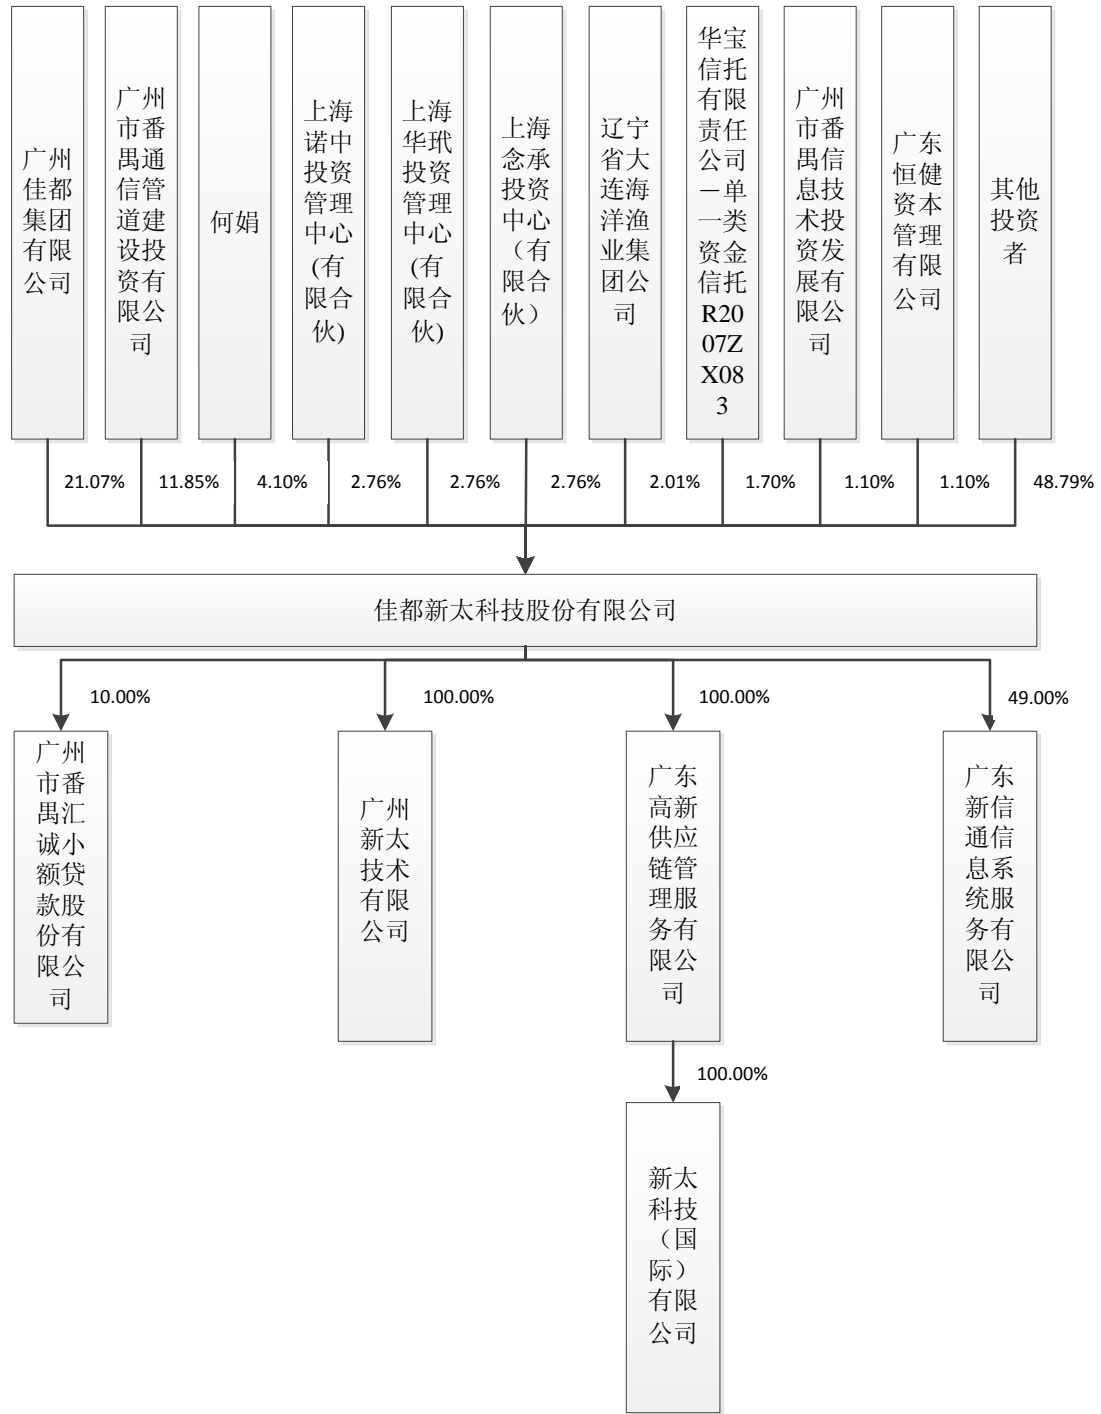 广州
佳都
集团
有限
公司
广州
市番
禺通
信管
道建
设投
资有
限公
司
何娟
上海
诺中
投资
管理
中心
(有
限合
伙)
上海
华玳
投资
管理
中心
(有
限合
伙)
上海
念承
投资
中心
（有
限合
伙）
辽宁
省大
连海
洋渔
业集
团公
司
华宝
信托
有限
责任
公司
－单
一类
资金
信托
R20
07Z
X08
3
广州
市番
禺信
息技
术投
资发
展有
限公
司
广东
恒健
资本
管理
有限
公司
其他
投资
者
21.07%
11.85%
4.10%
2.76%
2.76%
2.76%
2.01%
1.70%
1.10%
1.10%
48.79%
佳都新太科技股份有限公司
10.00%
100.00%
100.00%
49.00%
广州
市番
禺汇
诚小
额贷
款股
份有
限公
司
广州
新太
技术
有限
公司
广东
高新
供应
链管
理服
务有
限公
司
广东
新信
通信
息系
统服
务有
限公
司
100.00%
新太
科技
（国
际）
有限
公司